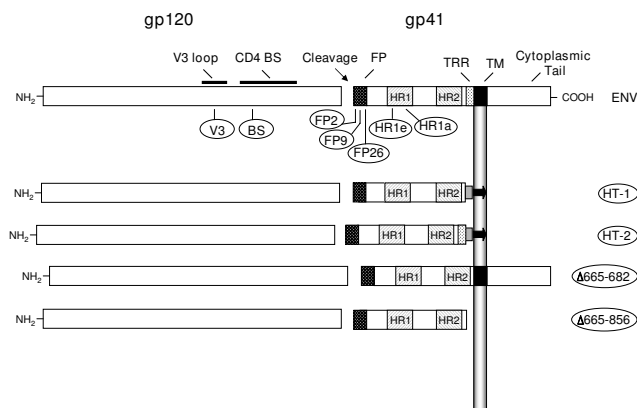 gp120 gp41
V3 loop CD4 BS Cleavage FP TRR TM Cytoplasmic Tail
NH2 HR1 HR2 COOH ENV
V3 BS FP2 FP9 FP26 HR1e HR1a
NH2 HR1 HR2 HT-1
NH2 HR1 HR2 HT-2
NH2 HR1 HR2 Δ665-682
NH2 HR1 HR2 Δ665-856